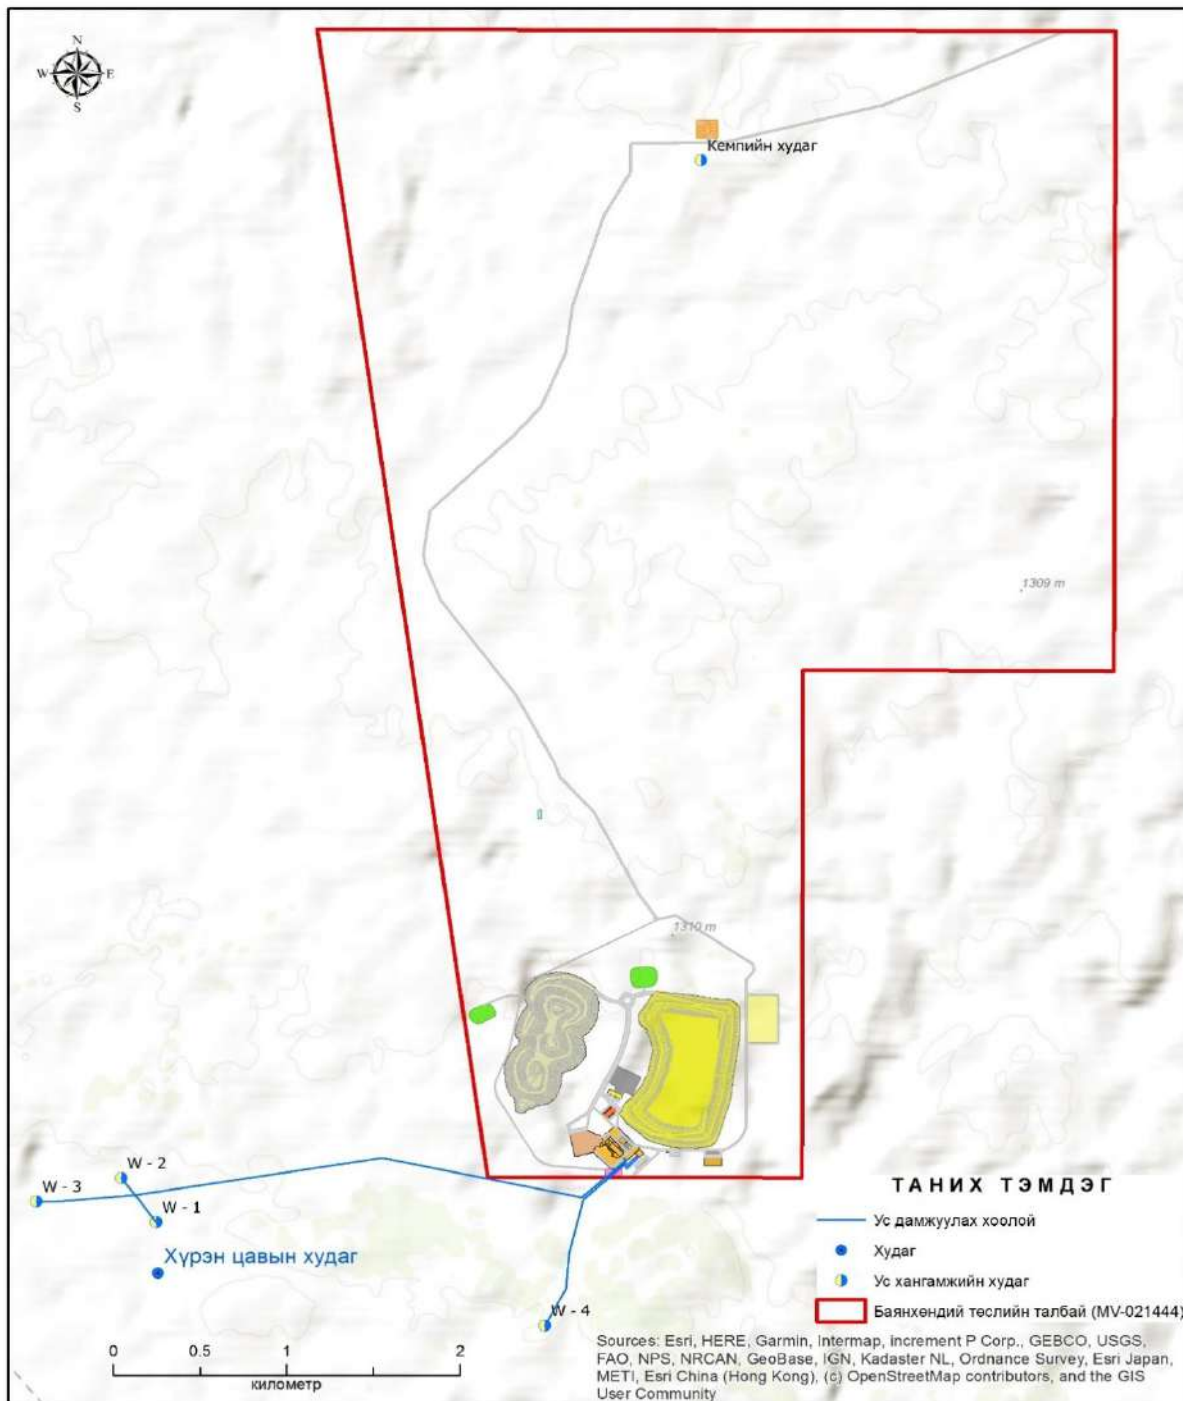 N
W E
S
Кемпийн худаг
1309 m
1310 m
W - 2
W - 3
W - 1
Хүрэн цавын худаг
W - 4
ТАНИХ ТЭМДЭГ
Ус дамжуулах хоолой
Худаг
Ус хангамжийн худаг
Баянхөндий төслийн талбай (MV-021444)
0 0.5 1 2
километр
Sources: Esri, HERE, Garmin, Intermap, increment P Corp., GEBCO, USGS,
FAO, NPS, NRCAN, GeoBase, IGN, Kadaster NL, Ordnance Survey, Esri Japan,
METI, Esri China (Hong Kong), (c) OpenStreetMap contributors, and the GIS
User Community